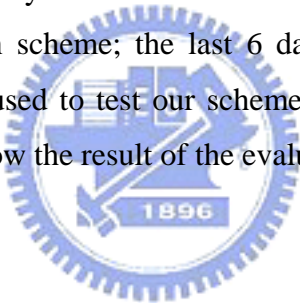 n scheme; the last 6 da
used to test our scheme
ow the result of the evalu
1896